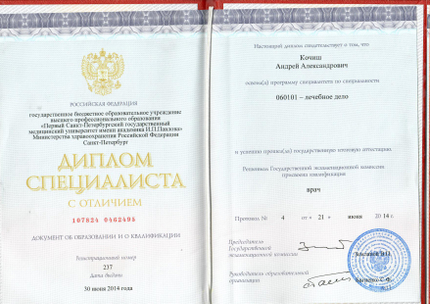 РОССИЙСКАЯ ФЕДЕРАЦИЯ
государственное бюджетное образовательное учреждение
высшего профессионального образования
«Первый Санкт-Петербургский государственный
медицинский университет имени академика И.П.Павлова»
Министерства здравоохранения Российской Федерации
Санкт-Петербург
ДИПЛОМ
СПЕЦИАЛИСТА
С ОТЛИЧИЕМ
107824 0462494
ДОКУМЕНТ ОБ ОБРАЗОВАНИИ И О КВАЛИФИКАЦИИ
Регистрационный номер
237
Дата выдачи
30 июня 2014 года
Настоящий диплом свидетельствует о том, что
Кочиш
Андрей Александрович
освоил(а) программу специалитета по специальности
060101 – лечебное дело
и успешно прошел(ла) государственную итоговую аттестацию
Решением Государственной экзаменационной комиссии
присвоена квалификация
врач
Протокол № 4 от « 21 » июня 2014 г.
Председатель
Государственной
экзаменационной комиссии
Руководитель образовательной
организации